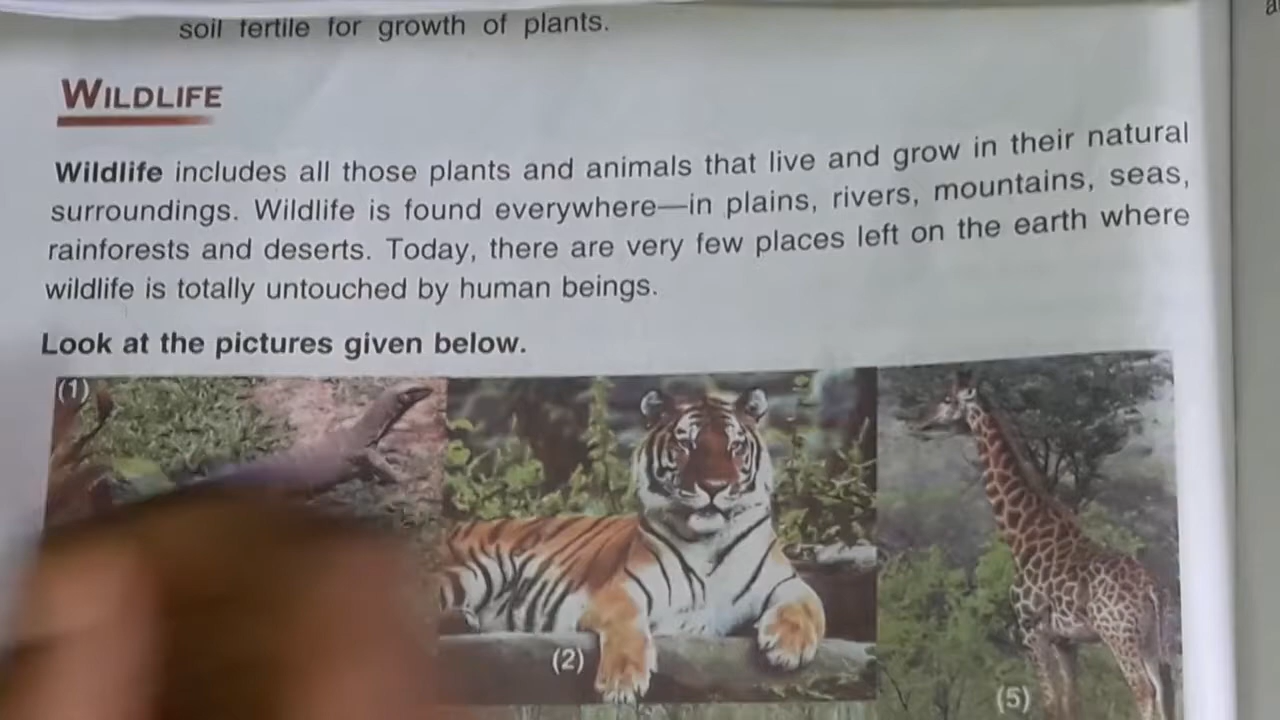 soil fertile for growth of plants.
WILDLIFE
Wildlife includes all those plants and animals that live and grow in their natural
surroundings. Wildlife is found everywhere—in plains, rivers, mountains, seas,
rainforests and deserts. Today, there are very few places left on the earth where
wildlife is totally untouched by human beings.
Look at the pictures given below.
(1)
(2)
(5)